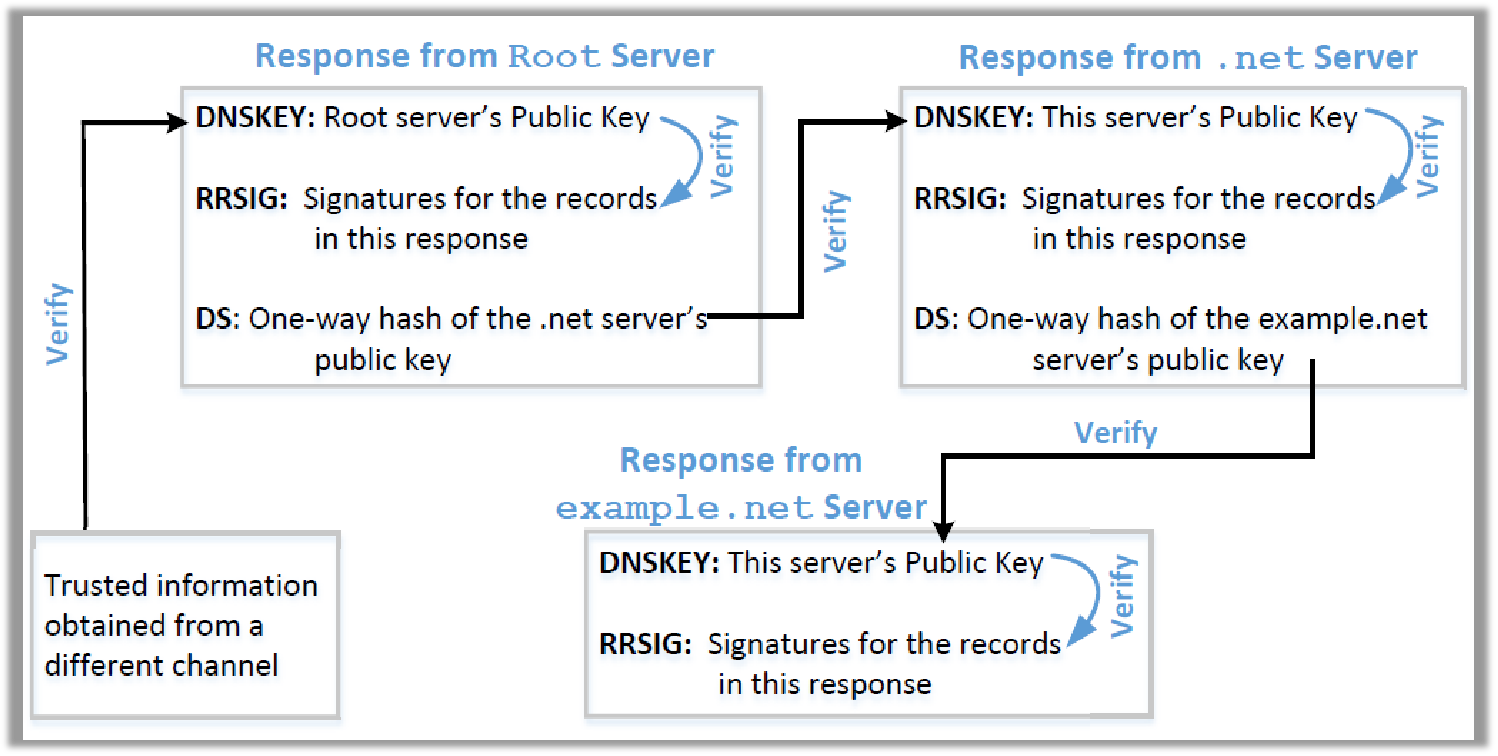 Response from Root Server
DNSKEY: Root server's Public Key
Verify
RRSIG: Signatures for the records
in this response
DS: One-way hash of the .net server's
public key
Verify
Verify
Response from .net Server
DNSKEY: This server's Public Key
Verify
RRSIG: Signatures for the records
in this response
DS: One-way hash of the example.net
server's public key
Verify
Response from
example.net Server
DNSKEY: This server's Public Key
Verify
RRSIG: Signatures for the records
in this response
Trusted information
obtained from a
different channel